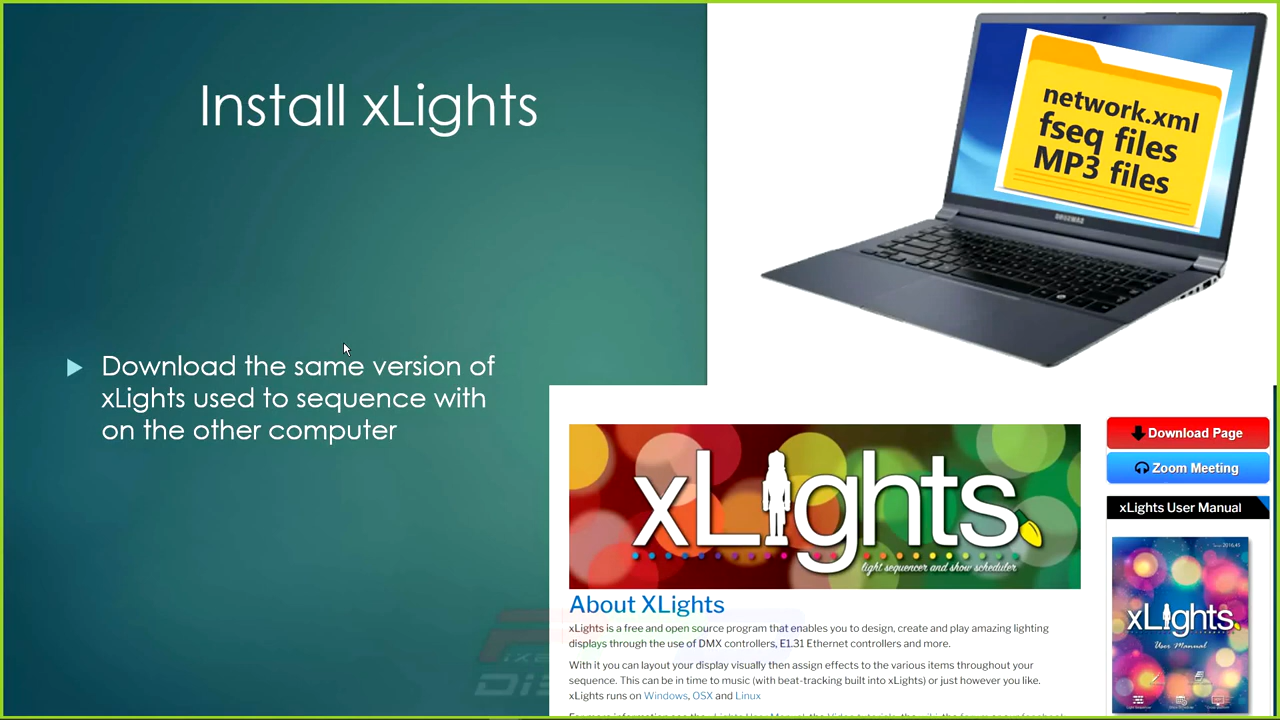 Install xLights
Download the same version of
xLights used to sequence with
on the other computer
network.xml
fseq files
MP3 files
xLights
light sequencer and show scheduler
About XLights
xLights is a free and open source program that enables you to design, create and play amazing lighting
displays through the use of DMX controllers, E1.31 Ethernet controllers and more.
With it you can layout your display visually then assign effects to the various items throughout your
sequence. This can be in time to music (with beat-tracking built into xLights) or just however you like.
xLights runs on Windows, OSX and Linux
Download Page
Zoom Meeting
xLights User Manual
xLights
User Manual